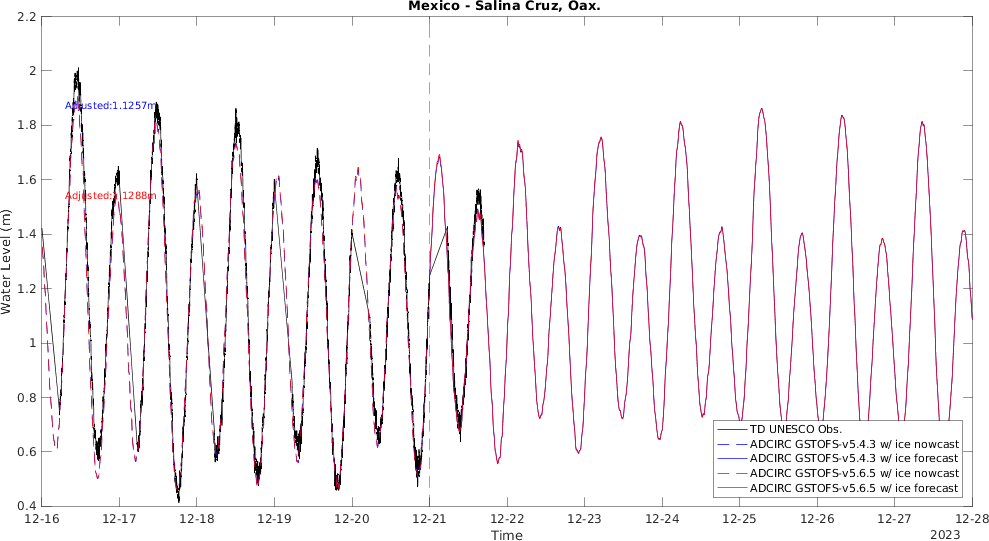 Mexico - Salina Cruz, Oax.
2.2
2
1.8
1.6
1.4
1.2
1
0.8
0.6
0.4
Water Level (m)
Adjusted:1.1257m
Adjusted:1.1288m
TD UNESCO Obs.
ADCIRC GSTOFS-v5.4.3 w/ ice nowcast
ADCIRC GSTOFS-v5.4.3 w/ ice forecast
ADCIRC GSTOFS-v5.6.5 w/ ice nowcast
ADCIRC GSTOFS-v5.6.5 w/ ice forecast
12-16 12-17 12-18 12-19 12-20 12-21 12-22 12-23 12-24 12-25 12-26 12-27 12-28
Time
2023